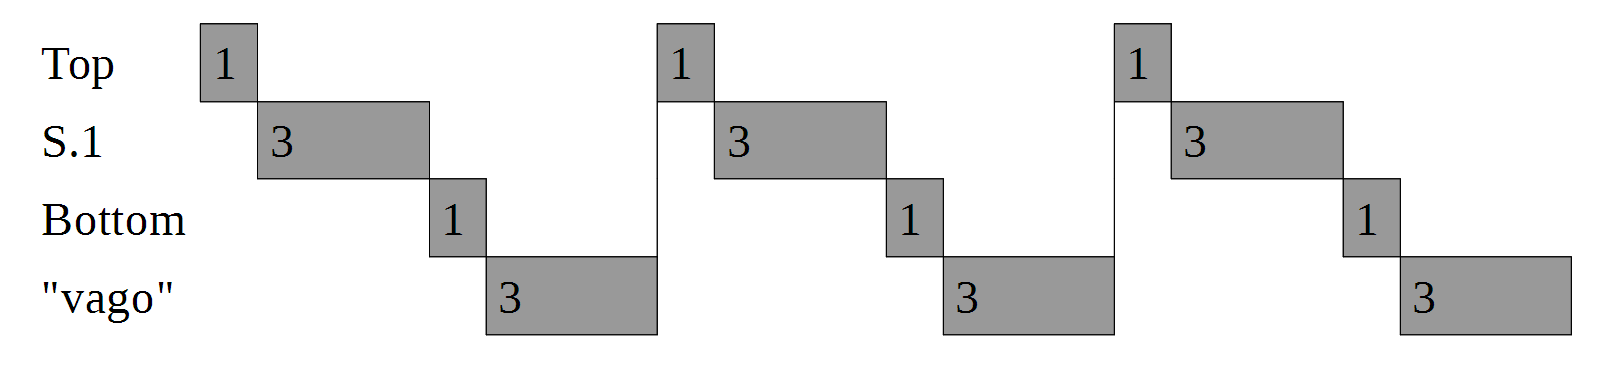 Top 1 1 1
S.1 3 3 3
Bottom 1 1 1
"vago" 3 3 3